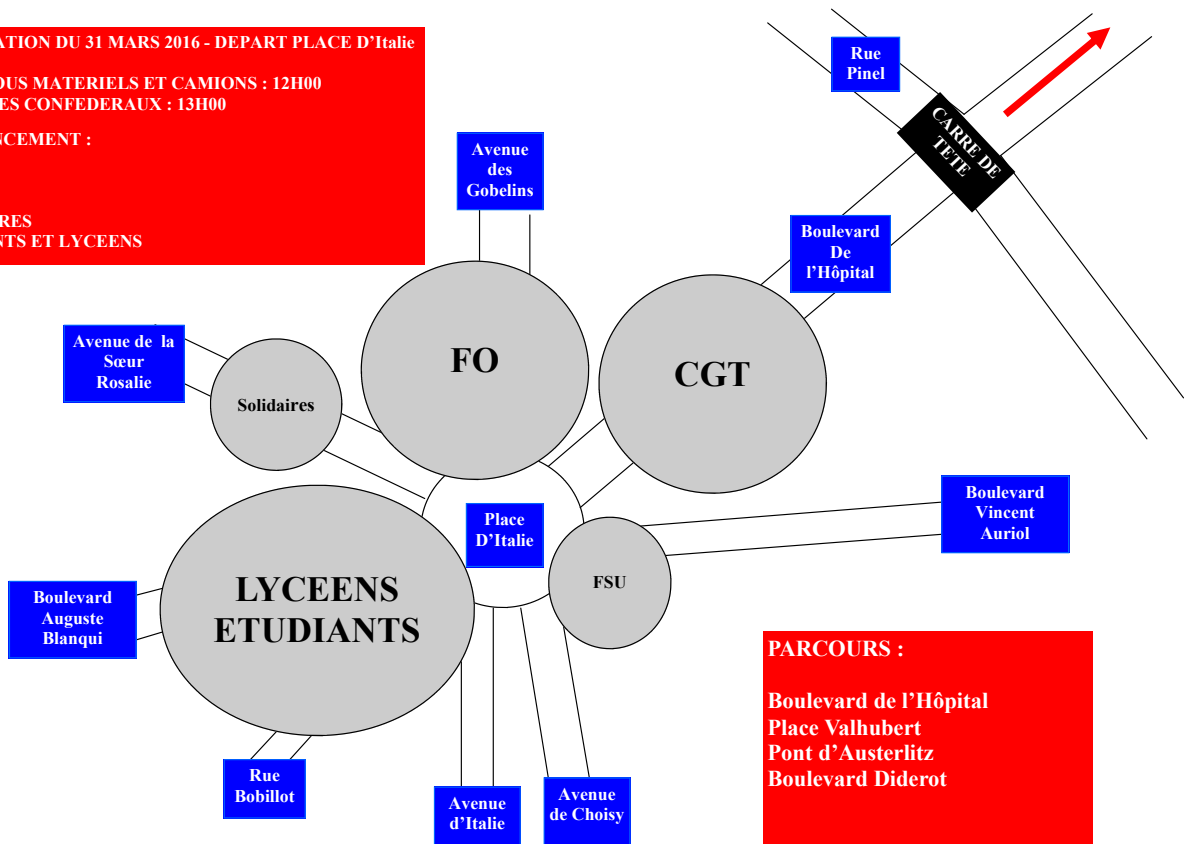 ATION DU 31 MARS 2016 - DEPART PLACE D’Italie
OUS MATERIELS ET CAMIONS : 12H00
ES CONFEDERAUX : 13H00
NCEMENT :
RES
NTS ET LYCEENS
Rue
Pinel
CARRE DE
TETE
Avenue
des
Gobelins
Boulevard
De
l’Hôpital
Avenue de la
Sœur
Rosalie
FO
CGT
Solidaires
Place
D’Italie
Boulevard
Vincent
Auriol
FSU
LYCEENS
ETUDIANTS
Boulevard
Auguste
Blanqui
PARCOURS :
Boulevard de l’Hôpital
Place Valhubert
Pont d’Austerlitz
Boulevard Diderot
Rue
Bobillot
Avenue
d’Italie
Avenue
de Choisy